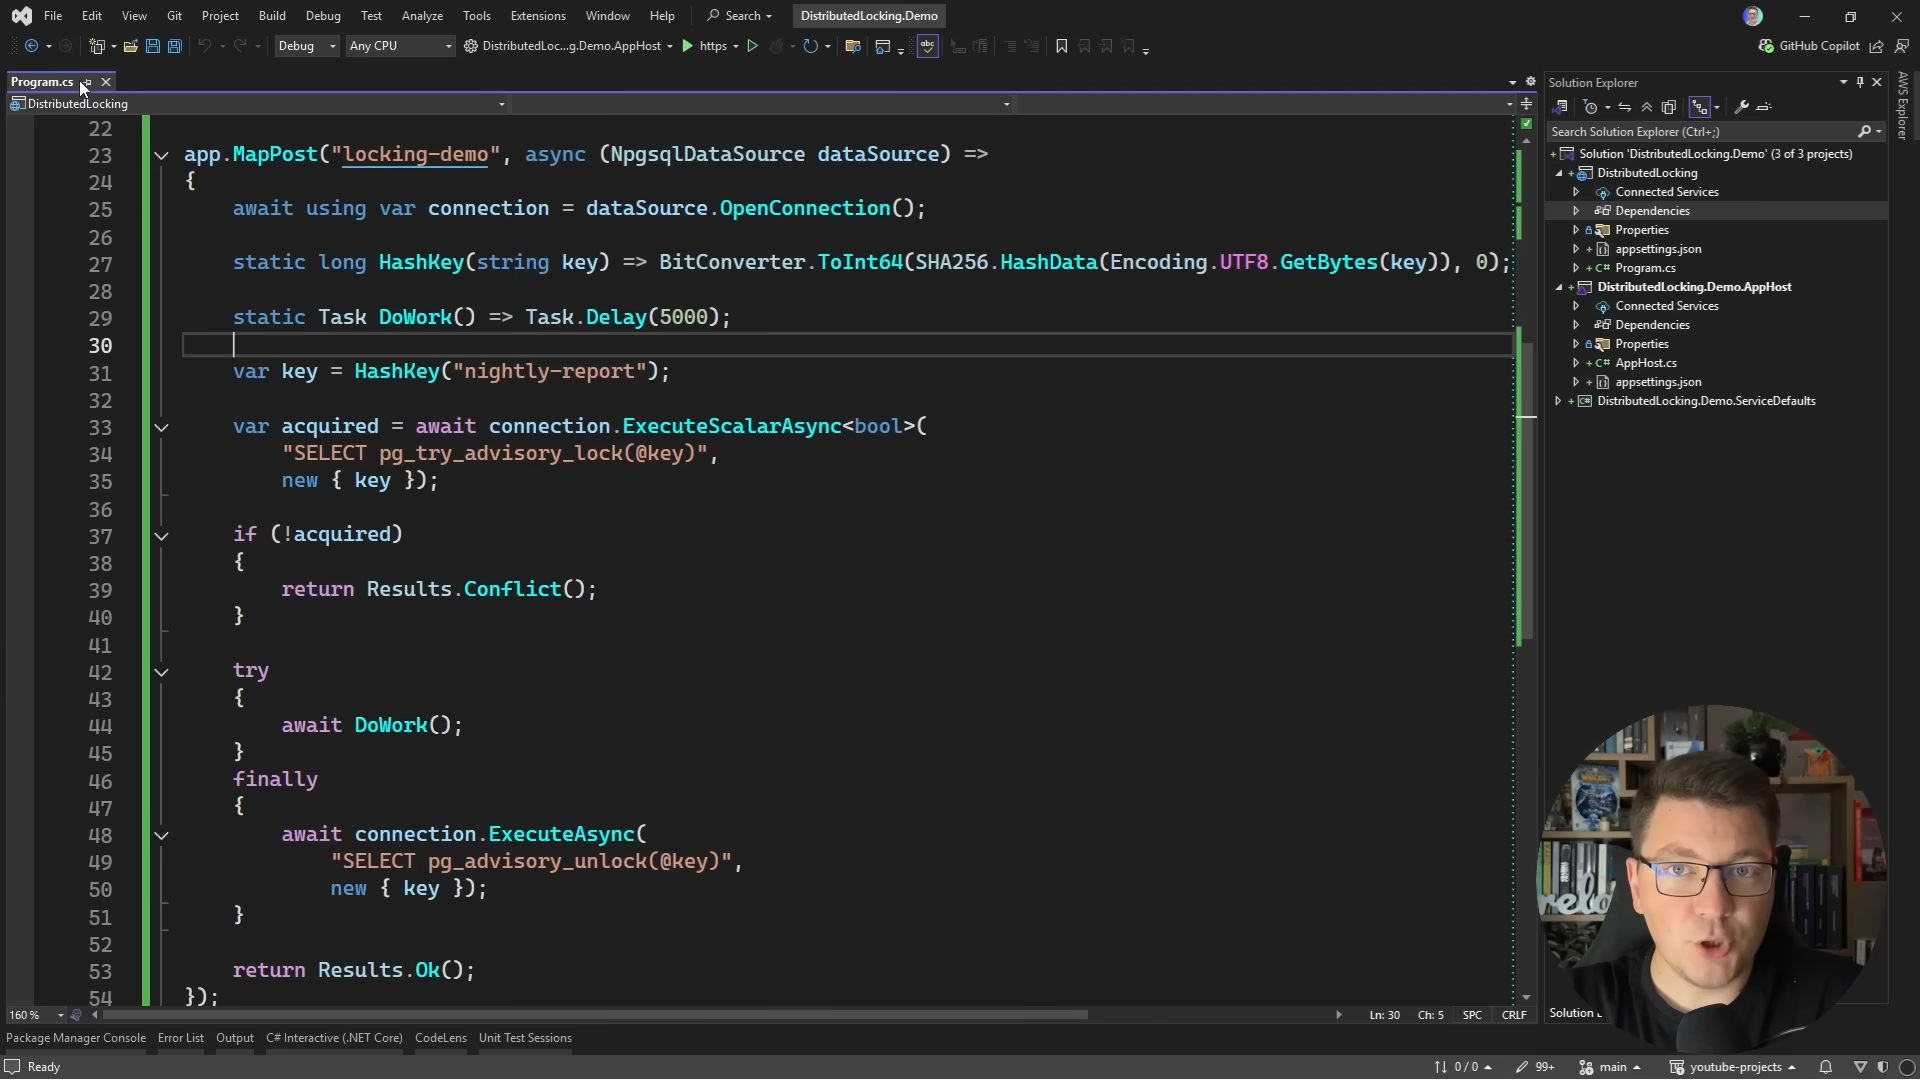 File Edit View Git Project Build Debug Test Analyze Tools Extensions Window Help Search DistributedLocking.Demo
Debug Any CPU DistributedLoc...g.Demo.AppHost https GitHub Copilot
Program.cs
DistributedLocking
22
23 app.MapPost("locking-demo", async (NpgsqlDataSource dataSource) =>
24 {
25 await using var connection = dataSource.OpenConnection();
26
27 static long HashKey(string key) => BitConverter.ToInt64(SHA256.HashData(Encoding.UTF8.GetBytes(key)), 0);
28
29 static Task DoWork() => Task.Delay(5000);
30
31 var key = HashKey("nightly-report");
32
33 var acquired = await connection.ExecuteScalarAsync<bool>(
34 "SELECT pg_try_advisory_lock(@key)",
35 new { key });
36
37 if (!acquired)
38 {
39 return Results.Conflict();
40 }
41
42 try
43 {
44 await DoWork();
45 }
46 finally
47 {
48 await connection.ExecuteAsync(
49 "SELECT pg_advisory_unlock(@key)",
50 new { key });
51 }
52
53 return Results.Ok();
54 });
160 % Ln: 30 Ch: 5 SPC CRLF
Package Manager Console Error List Output C# Interactive (.NET Core) CodeLens Unit Test Sessions
Ready 0 / 0 99+ main youtube-projects
Solution Explorer
Search Solution Explorer (Ctrl+;)
Solution 'DistributedLocking.Demo' (3 of 3 projects)
DistributedLocking
Connected Services
Dependencies
Properties
appsettings.json
C# Program.cs
DistributedLocking.Demo.AppHost
Connected Services
Dependencies
Properties
C# AppHost.cs
appsettings.json
DistributedLocking.Demo.ServiceDefaults
Solution
AWS Explorer